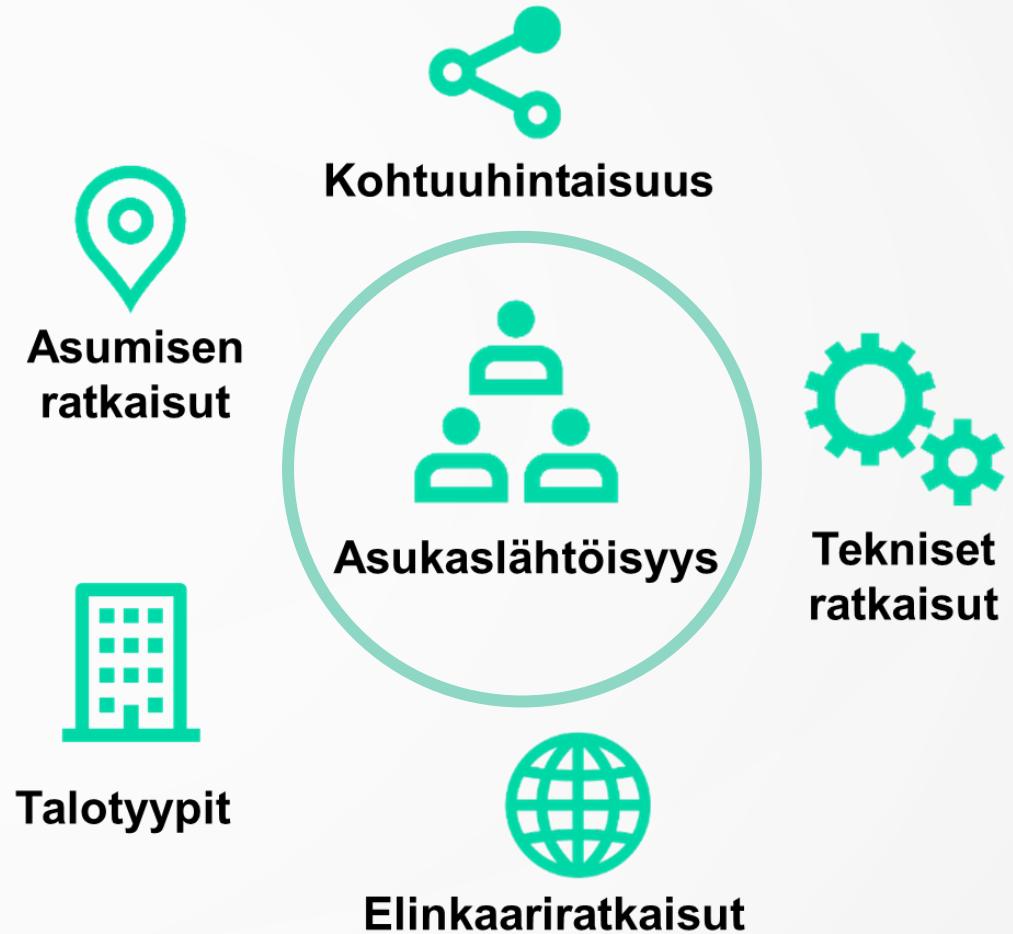 Kohtuuhintaisuus
Asumisen
ratkaisut
Asukaslähtöisyys
Tekniset
ratkaisut
Talotyypit
Elinkaariratkaisut